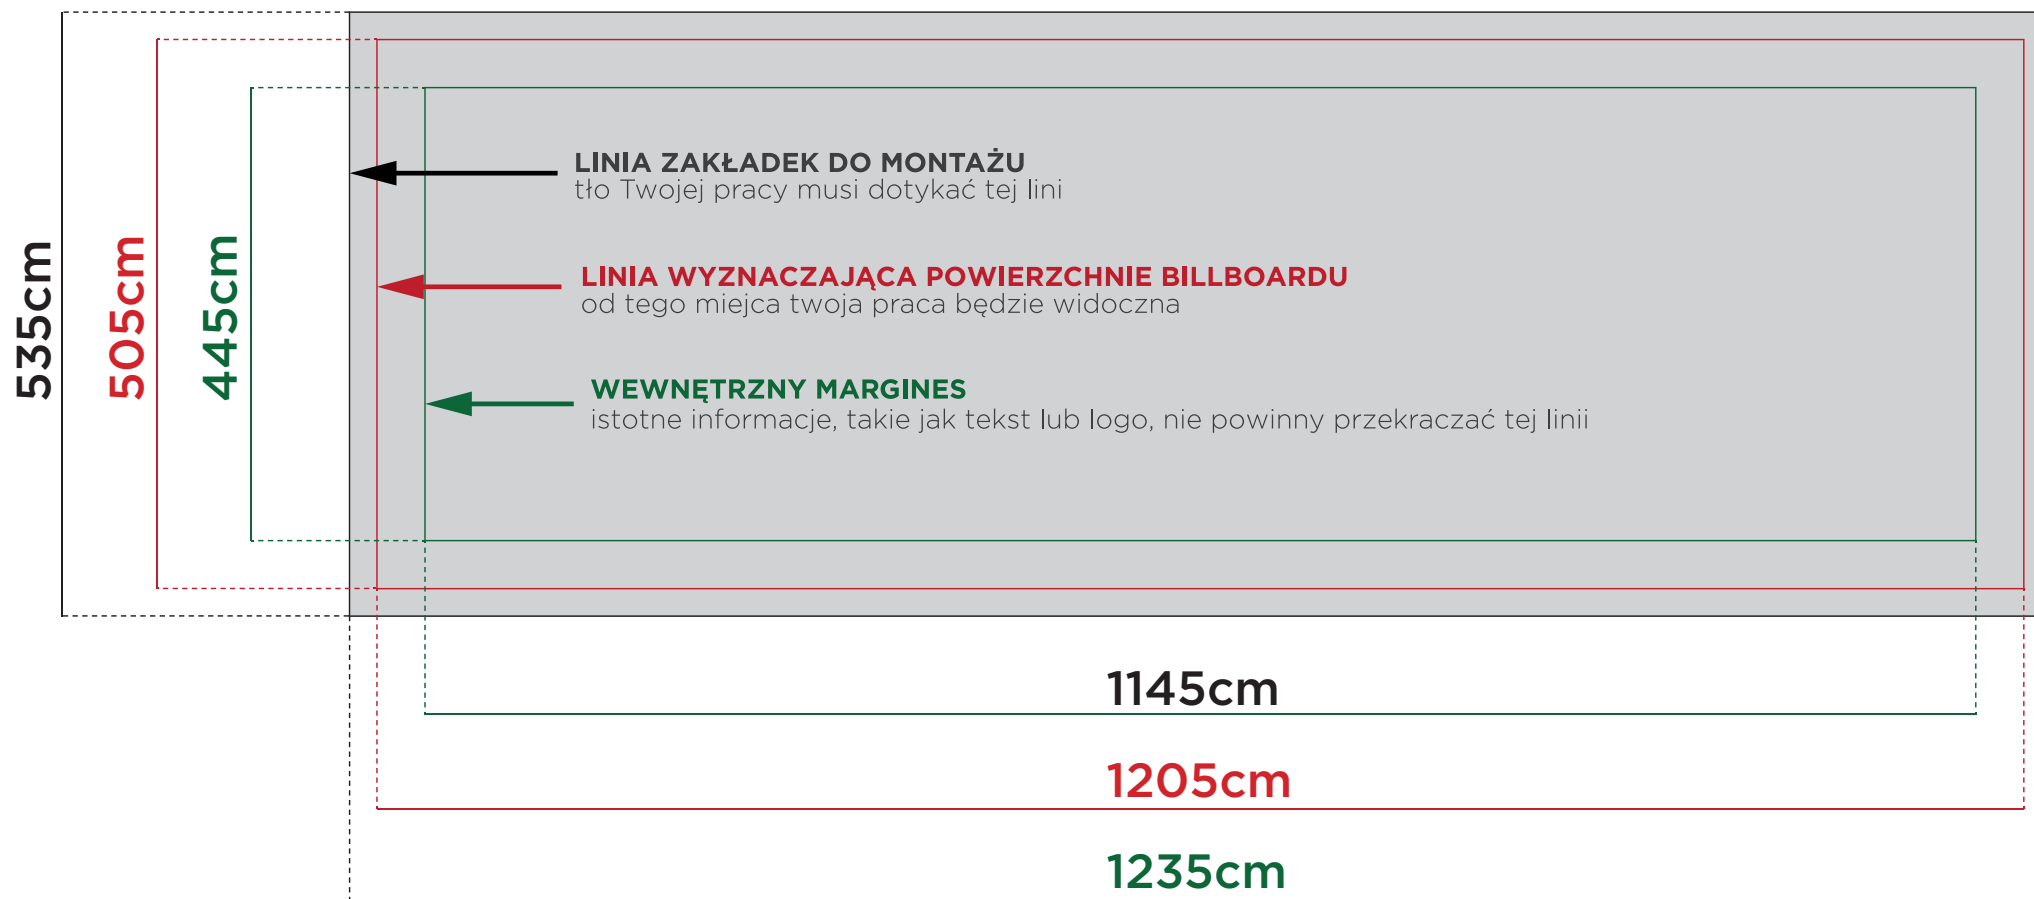 LINIA ZAKŁADEK DO MONTAŻU
tło Twojej pracy musi dotykać tej lini
LINIA WYZNACZAJĄCA POWIERZCHNIE BILLBOARDU
od tego miejca twoja praca będzie widoczna
WEWNĘTRZNY MARGINES
istotne informacje, takie jak tekst lub logo, nie powinny przekraczać tej linii
535cm
505cm
445cm
1145cm
1205cm
1235cm